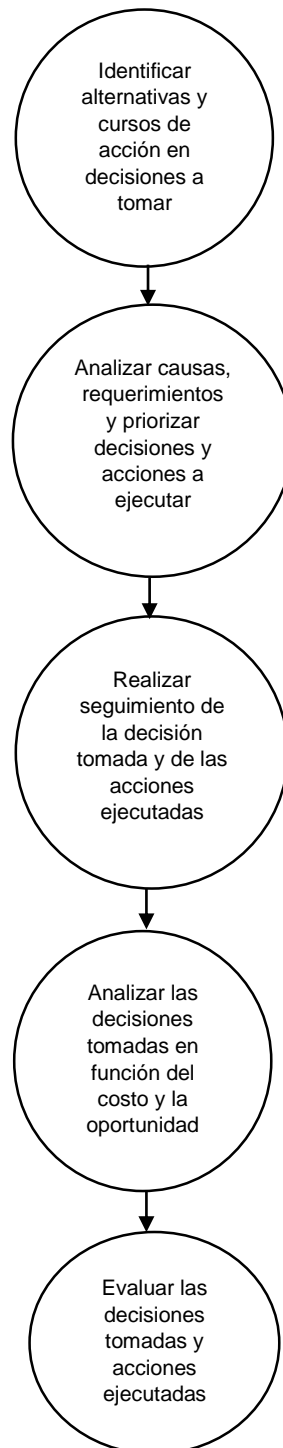 Identificar
alternativas y
cursos de
acción en
decisiones a
tomar
Analizar causas,
requerimientos
y priorizar
decisiones y
acciones a
ejecutar
Realizar
seguimiento de
la decisión
tomada y de las
acciones
ejecutadas
Analizar las
decisiones
tomadas en
función del
costo y la
oportunidad
Evaluar las
decisiones
tomadas y
acciones
ejecutadas